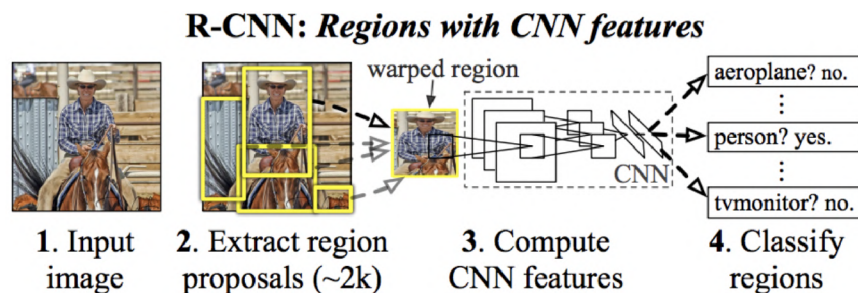 R-CNN: Regions with CNN features
warped region
aeroplane? no.
person? yes.
tvmonitor? no.
CNN
1. Input
image
2. Extract region
proposals (~2k)
3. Compute
CNN features
4. Classify
regions